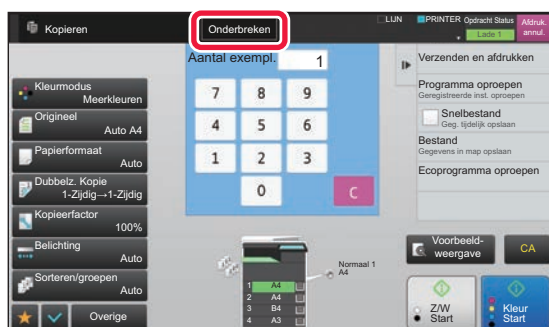 Kopieren
Onderbreken
LIJN
PRINTER
Opdracht Status
Lade 1
Afdruk.
annul.
Kleurmodus
Meerkleuren
Origineel
Auto A4
Papierformaat
Auto
Dubbelz. Kopie
1-Zijdig→1-Zijdig
Kopieerfactor
100%
Belichting
Auto
Sorteren/groepen
Auto
Overige
Aantal exempl.
1
7 8 9
4 5 6
1 2 3
0 C
Normaal 1
A4
1 A4
2 A4
3 B4
4 A3
Verzenden en afdrukken
Programma oproepen
Geregistreerde inst. oproepen
Snelbestand
Geg. tijdelijk opslaan
Bestand
Gegevens in map opslaan
Ecoprogramma oproepen
Voorbeeld-
weergave
CA
Z/W
Start
Kleur
Start